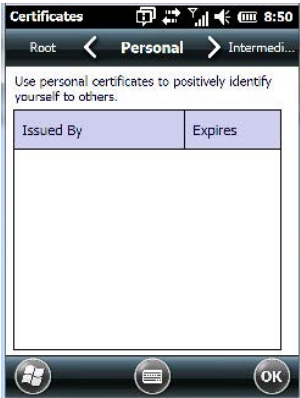 Certificates 8:50
Root Personal Intermedi...
Use personal certificates to positively identify
yourself to others.
Issued By Expires
OK